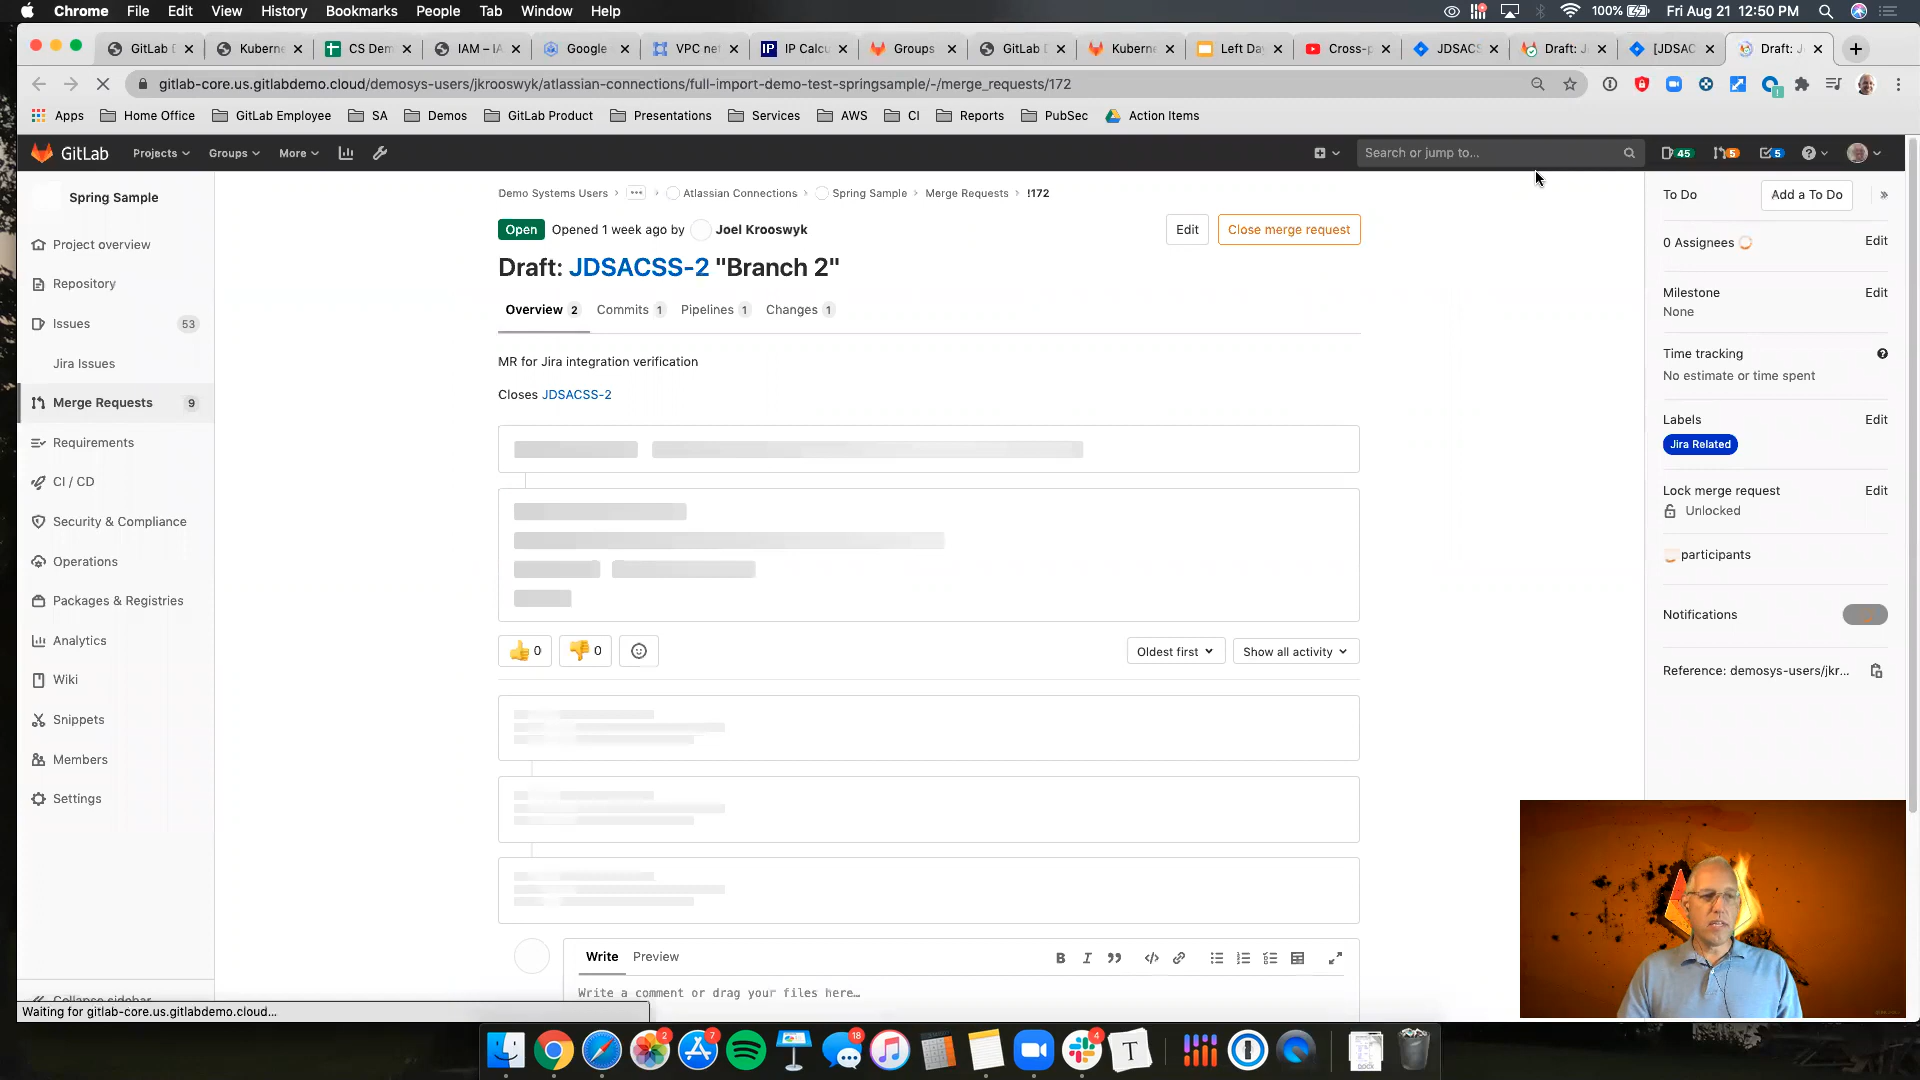 Chrome File Edit View History Bookmarks People Tab Window Help 100% Fri Aug 21 12:50 PM
GitLab Kuberne CS Dem IAM – I Google VPC net IP Calcu Groups GitLab Kuberne Left Da Cross-p JDSACS Draft: J [JDSAC Draft: J
gitlab-core.us.gitlabdemo.cloud/demosys-users/jkrooswyk/atlassian-connections/full-import-demo-test-springsample/-/merge_requests/172
Apps Home Office GitLab Employee SA Demos GitLab Product Presentations Services AWS CI Reports PubSec Action Items
GitLab Projects Groups More Search or jump to... 45 5 5
Spring Sample
Project overview
Repository
Issues 53
Jira Issues
Merge Requests 9
Requirements
CI / CD
Security & Compliance
Operations
Packages & Registries
Analytics
Wiki
Snippets
Members
Settings
Collapse sidebar
Demo Systems Users › ... › Atlassian Connections › Spring Sample › Merge Requests › !172
Open Opened 1 week ago by Joel Krooswyk Edit Close merge request
Draft: JDSACSS-2 "Branch 2"
Overview 2 Commits 1 Pipelines 1 Changes 1
MR for Jira integration verification
Closes JDSACSS-2
0 0 Oldest first Show all activity
Write Preview
Write a comment or drag your files here…
To Do Add a To Do
0 Assignees Edit
Milestone Edit
None
Time tracking
No estimate or time spent
Labels Edit
Jira Related
Lock merge request Edit
Unlocked
participants
Notifications
Reference: demosys-users/jkr...
Waiting for gitlab-core.us.gitlabdemo.cloud...
2 7 18 4